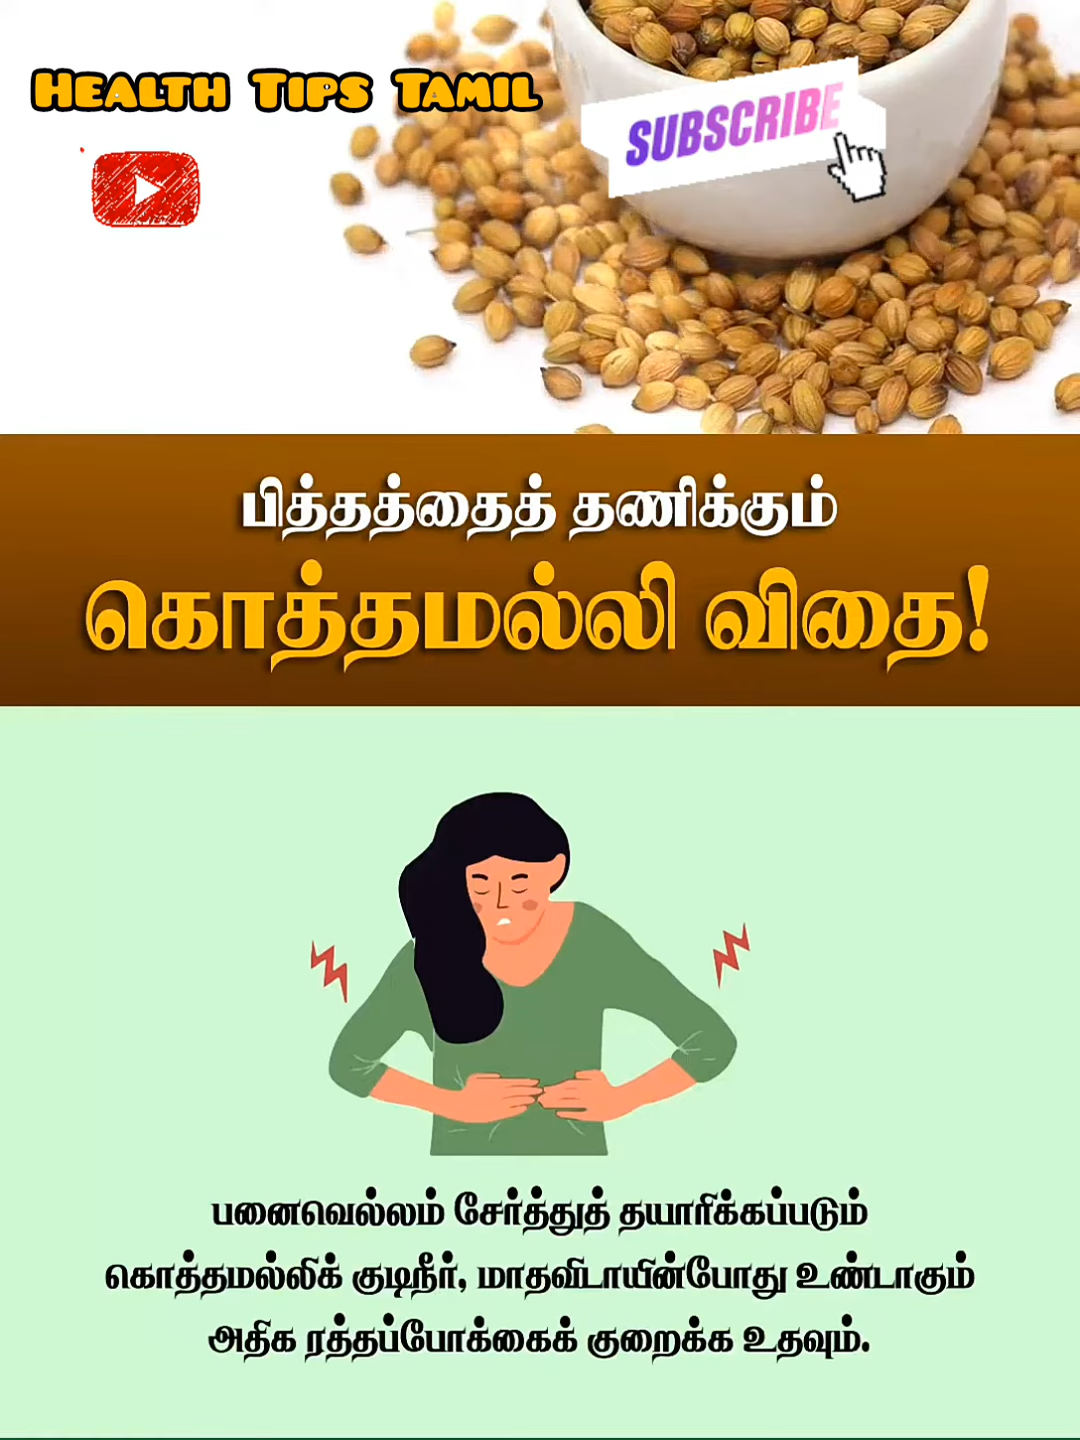 HEALTH TIPS TAMIL
SUBSCRIBE
பித்தத்தைத் தணிக்கும்
கொத்தமல்லி விதை!
பனைவெல்லம் சேர்த்துத் தயாரிக்கப்படும்
கொத்தமல்லிக் குடிநீர், மாதவிடாயின்போது உண்டாகும்
அதிக ரத்தப்போக்கைக் குறைக்க உதவும்.